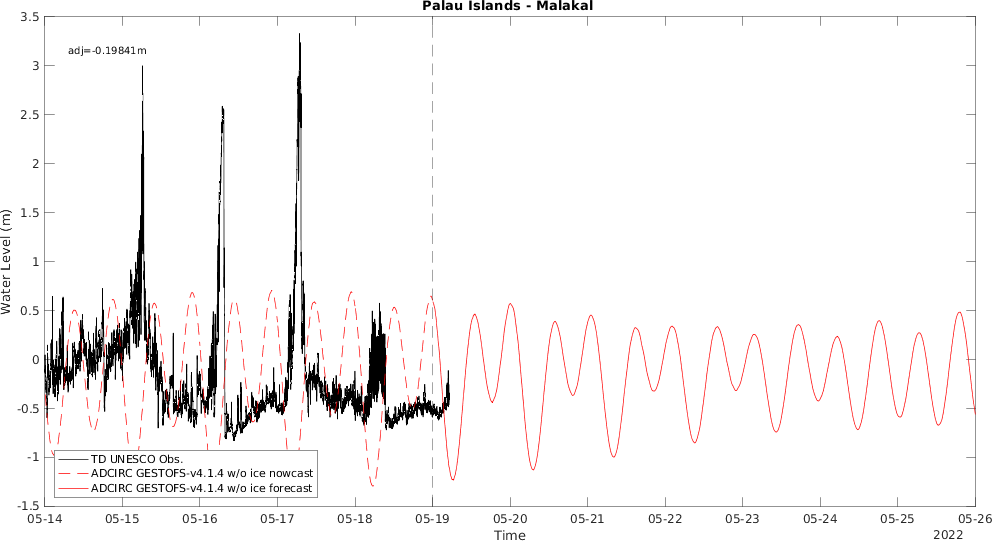 Palau Islands - Malakal
adj=-0.19841m
Water Level (m)
3.5
3
2.5
2
1.5
1
0.5
0
-0.5
-1
-1.5
TD UNESCO Obs.
ADCIRC GESTOFS-v4.1.4 w/o ice nowcast
ADCIRC GESTOFS-v4.1.4 w/o ice forecast
05-14 05-15 05-16 05-17 05-18 05-19 05-20 05-21 05-22 05-23 05-24 05-25 05-26
Time
2022